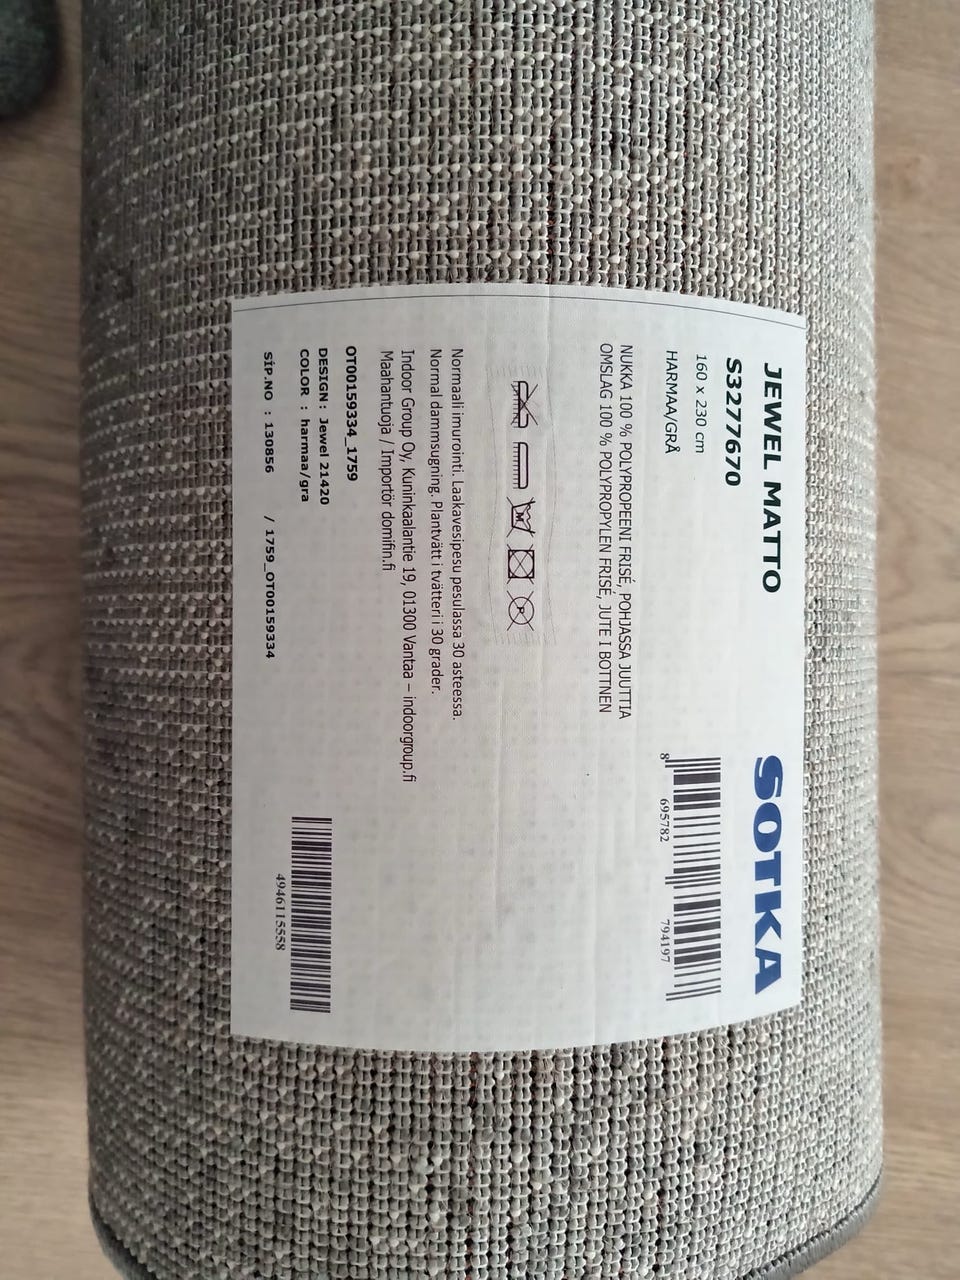 JEWEL MATTO
SOTKA
S3277670
160 x 230 cm
HARMAA/GRÅ
8 695782 794197
NUKKA 100 % POLYPROPEENI FRISÉ, POHJASSA JUUTTIA
OMSLAG 100 % POLYPROPYLEN FRISÉ, JUTE I BOTTNEN
P
Normaali imurointi. Laakavesipesu pesulassa 30 asteessa.
Normal dammsugning. Plantvätt i tvätteri i 30 grader.
Indoor Group Oy, Kuninkaalantie 19, 01300 Vantaa – indoorgroup.fi
Maahantuoja / Importör domifin.fi
OT00159334_1759
DESIGN : Jewel 21420
COLOR : harmaa/gra
SİP.NO : 130856 / 1759_OT00159334
4946115558